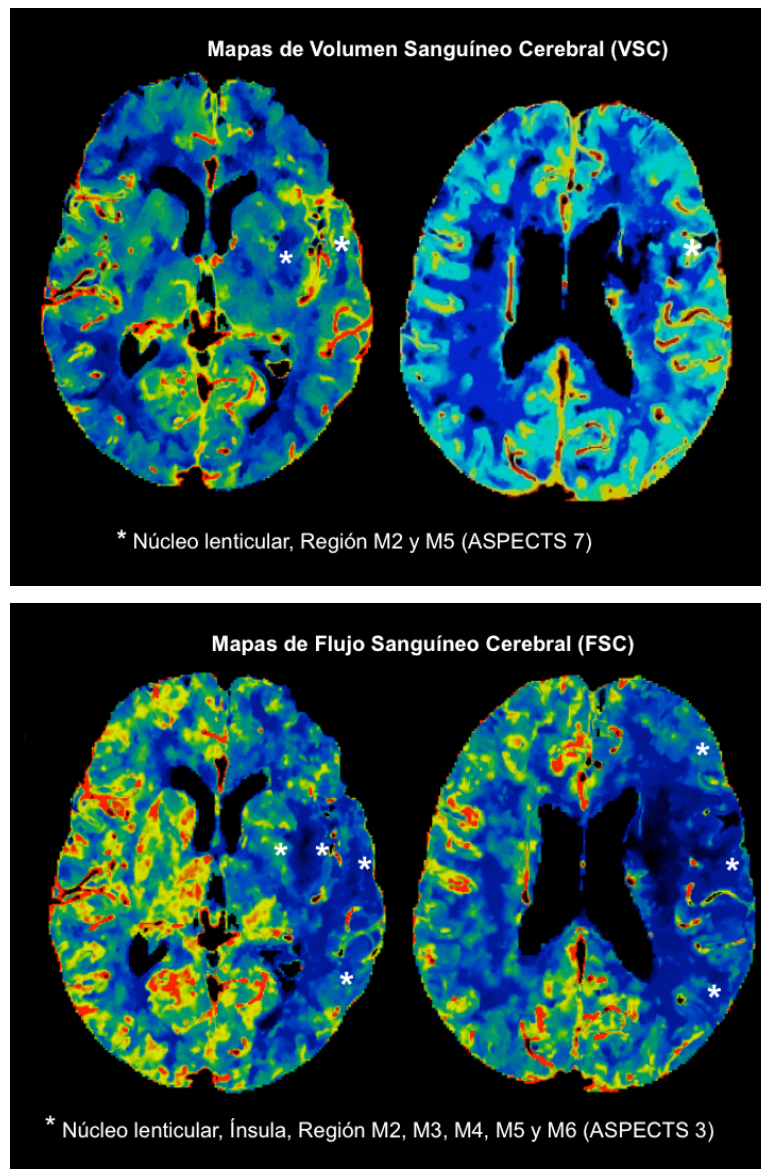 Mapas de Volumen Sanguíneo Cerebral (VSC)
* Núcleo lenticular, Región M2 y M5 (ASPECTS 7)
Mapas de Flujo Sanguíneo Cerebral (FSC)
* Núcleo lenticular, Ínsula, Región M2, M3, M4, M5 y M6 (ASPECTS 3)